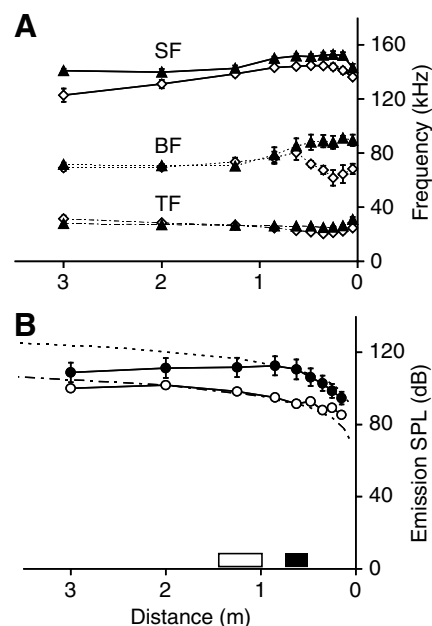 A
SF
BF
TF
160
120
80
40
0
Frequency (kHz)
3 2 1 0
B
120
80
40
0
Emission SPL (dB)
3 2 1 0
Distance (m)